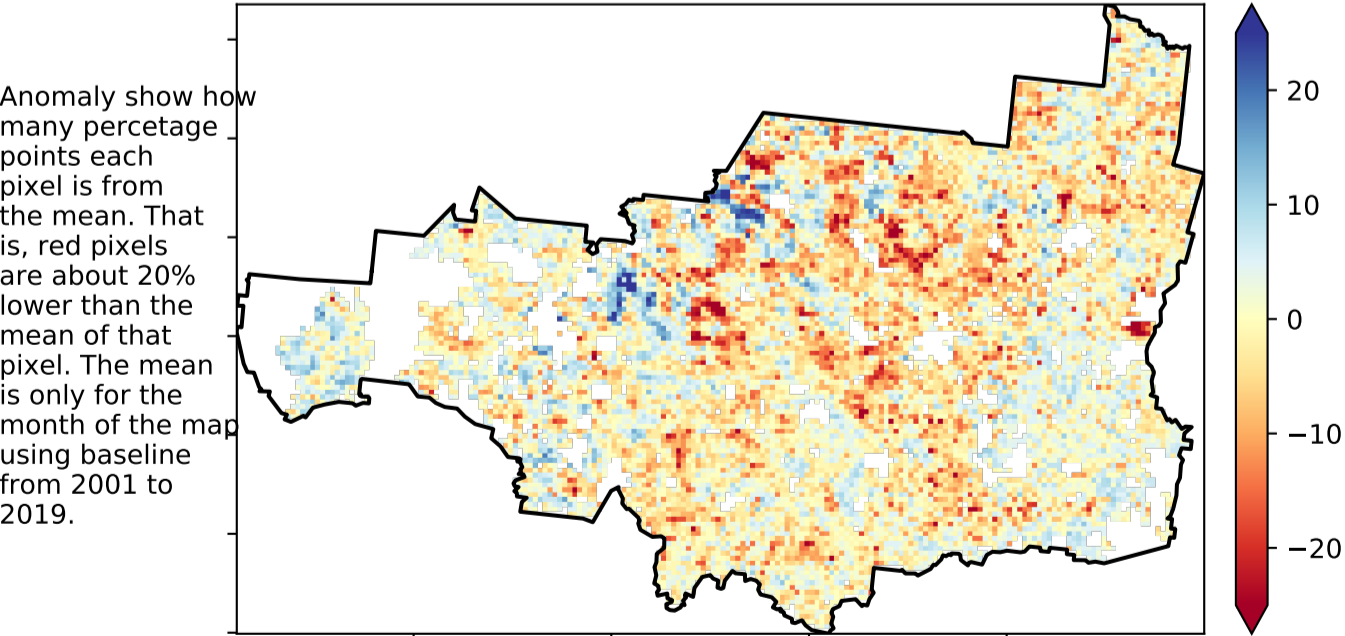 Anomaly show how
many percetage
points each
pixel is from
the mean. That
is, red pixels
are about 20%
lower than the
mean of that
pixel. The mean
is only for the
month of the map
using baseline
from 2001 to
2019.
20
10
0
−10
−20